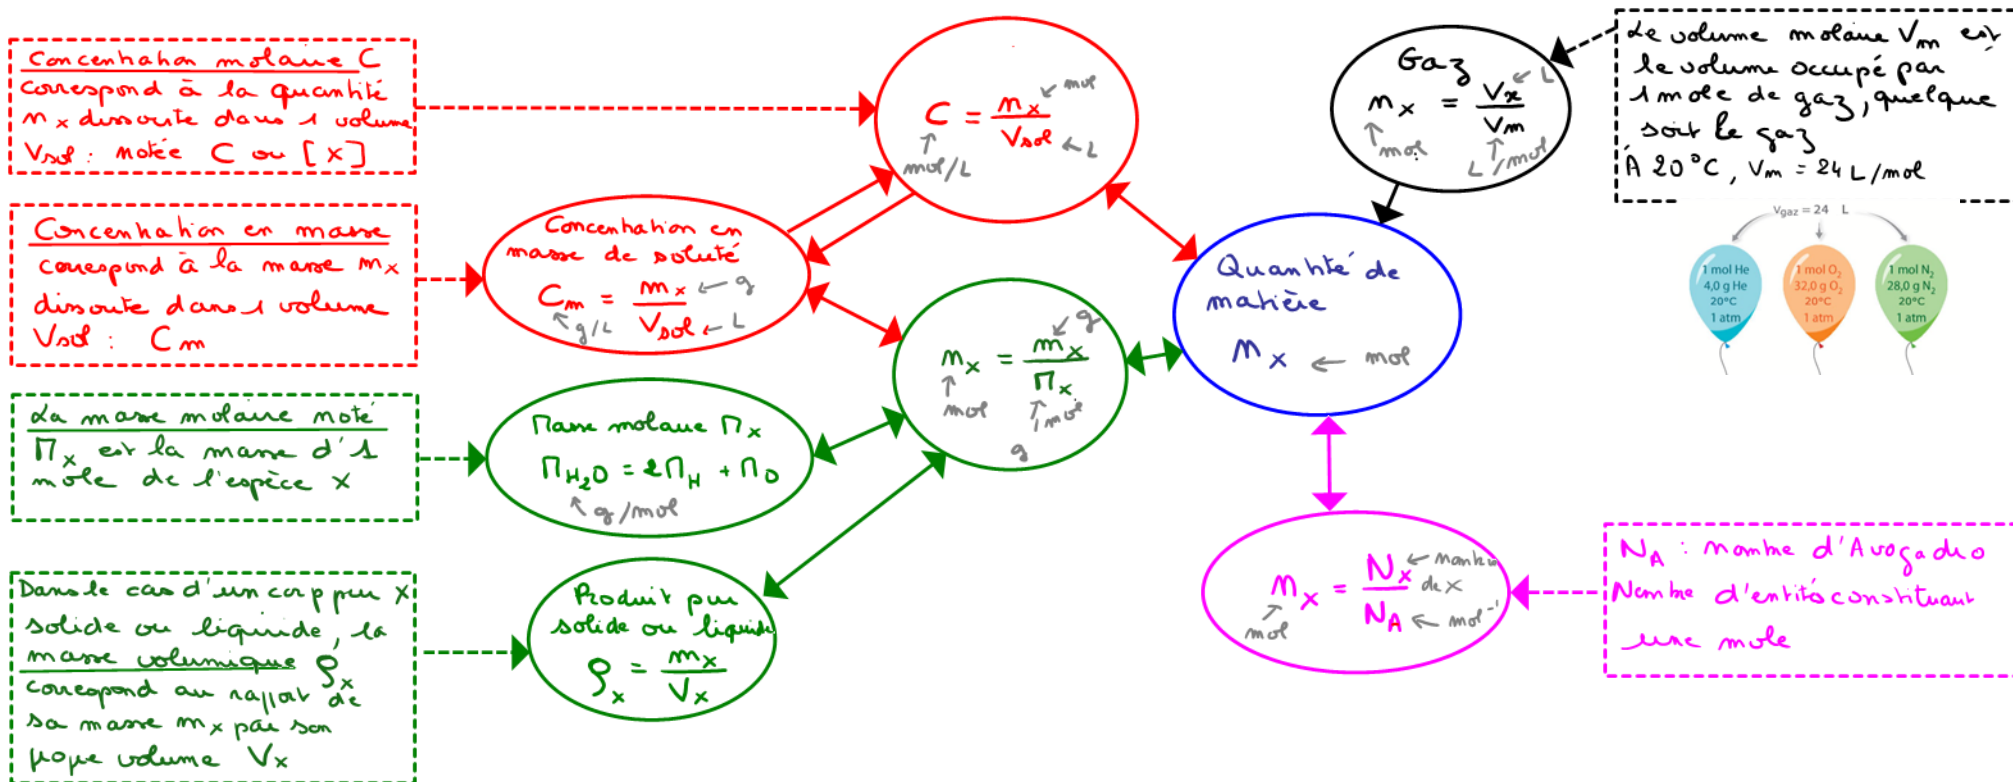 Concentration molaire C
correspond à la quantité
n x dissoute dans 1 volume
Vsol : notée C ou [x]
C = n x / Vsol
mol
L
mol/L
Gaz
n x = Vx / Vm
L
mol
L/mol
Le volume molaire Vm est
le volume occupé par
1 mole de gaz, quelque
soit le gaz
À 20°C, Vm = 24 L/mol
Vgaz = 24 L
1 mol He
4,0 g He
20°C
1 atm
1 mol O2
32,0 g O2
20°C
1 atm
1 mol N2
28,0 g N2
20°C
1 atm
Concentration en masse
correspond à la masse mx
dissoute dans 1 volume
Vsol : Cm
Concentration en
masse de soluté
Cm = mx / Vsol
g
g/L
L
Quantité de
matière
n x
mol
n x = m x / Mx
g
mol
g/mol
La masse molaire noté
Mx est la masse d'1
mole de l'espèce x
Masse molaire Mx
MH2O = 2MH + MO
g/mol
Dans le cas d'un corp pur x
solide ou liquide, la
masse volumique ρx
correspond au rapport de
sa masse mx par son
propre volume Vx
Produit pur
solide ou liquide
ρx = mx / Vx
n x = Nx / NA
nombre
de x
mol
mol⁻¹
NA : nombre d'Avogadro
Nombre d'entités constituant
une mole